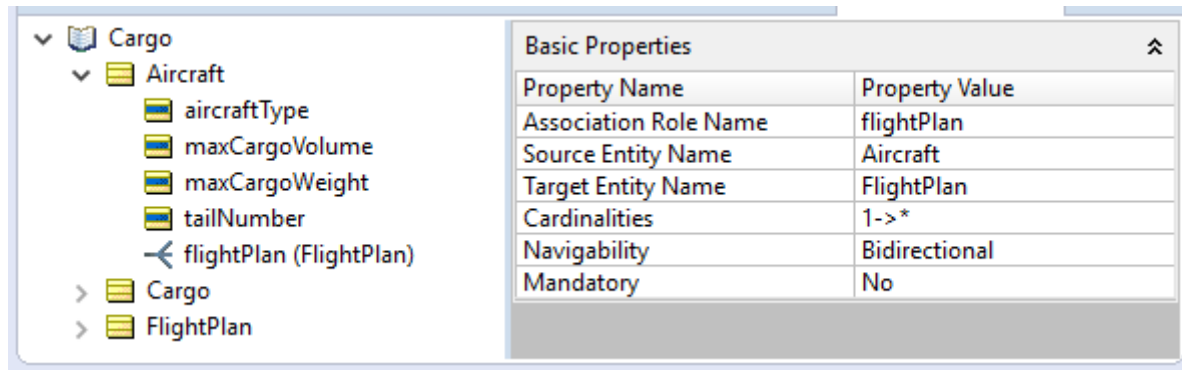 Cargo
Aircraft
aircraftType
maxCargoVolume
maxCargoWeight
tailNumber
flightPlan (FlightPlan)
Cargo
FlightPlan
Basic Properties
Property Name Property Value
Association Role Name flightPlan
Source Entity Name Aircraft
Target Entity Name FlightPlan
Cardinalities 1->*
Navigability Bidirectional
Mandatory No